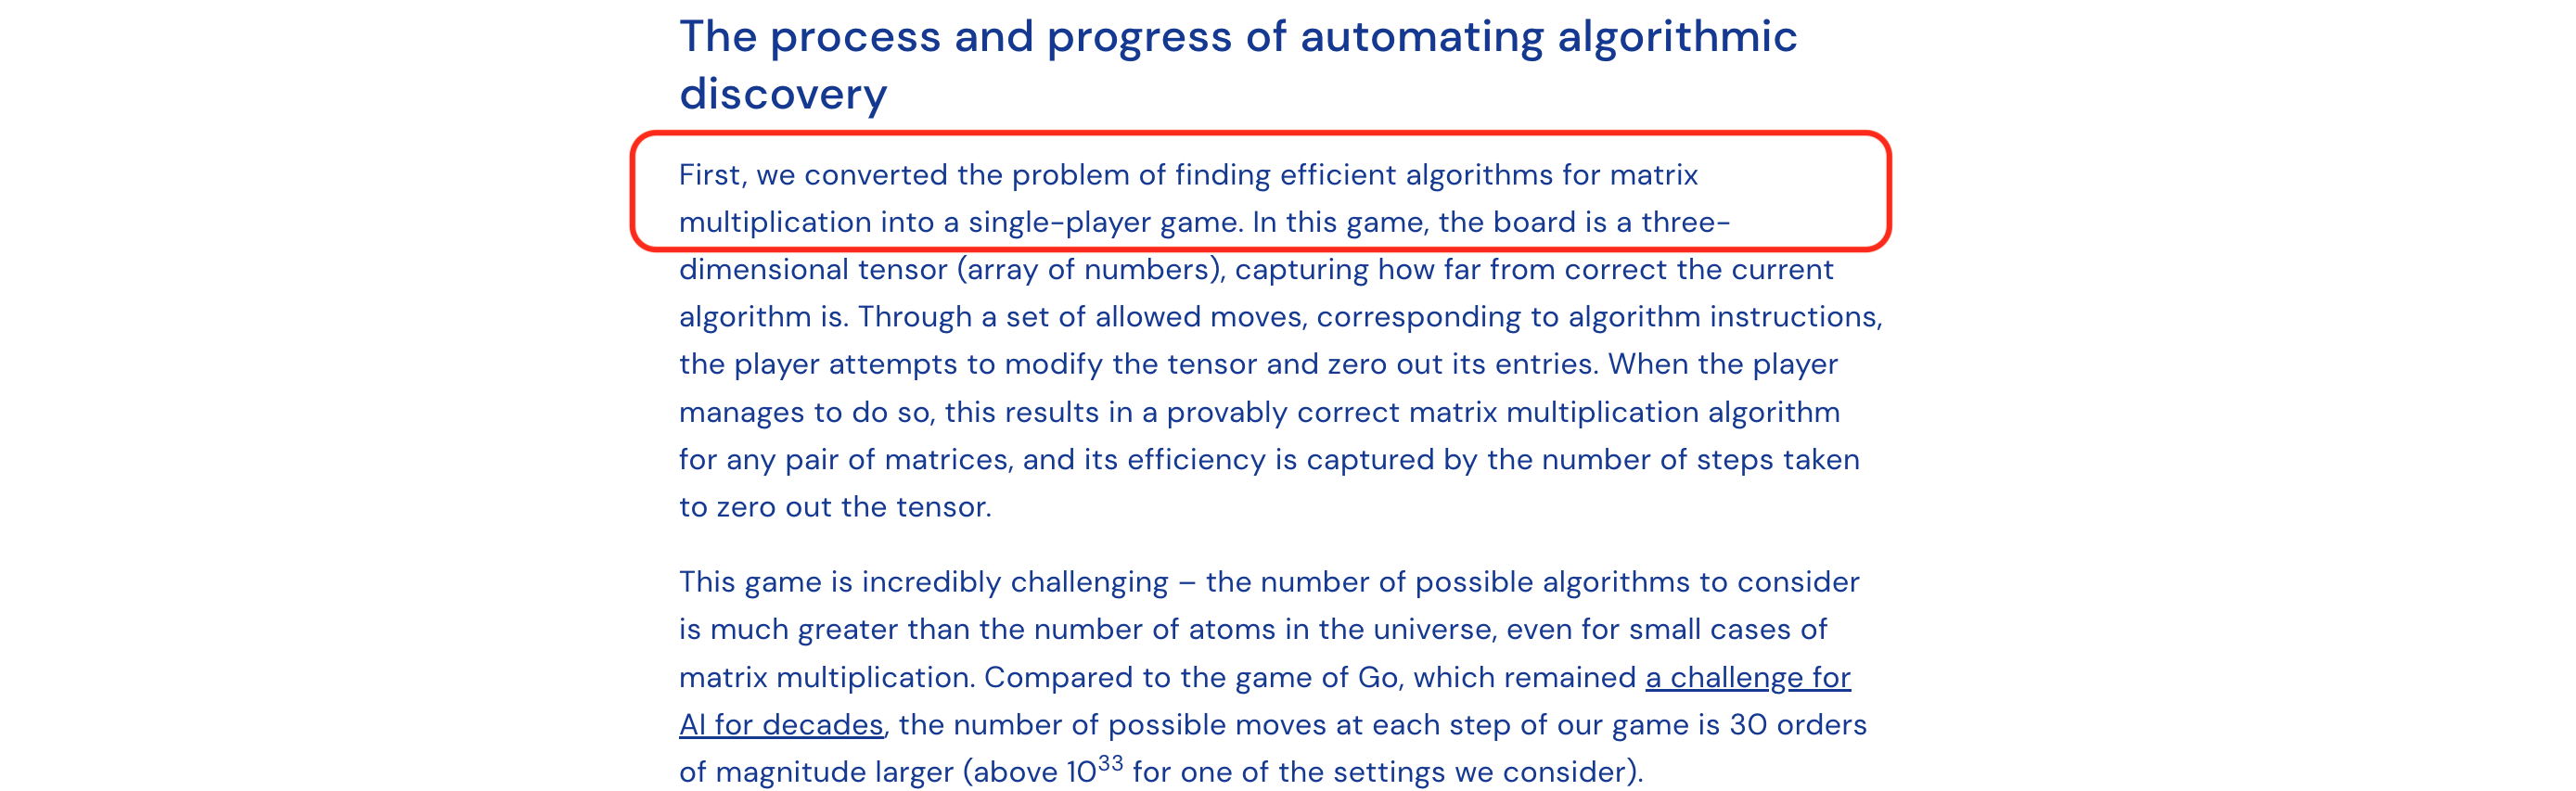 The process and progress of automating algorithmic
discovery
First, we converted the problem of finding efficient algorithms for matrix
multiplication into a single-player game. In this game, the board is a three-
dimensional tensor (array of numbers), capturing how far from correct the current
algorithm is. Through a set of allowed moves, corresponding to algorithm instructions,
the player attempts to modify the tensor and zero out its entries. When the player
manages to do so, this results in a provably correct matrix multiplication algorithm
for any pair of matrices, and its efficiency is captured by the number of steps taken
to zero out the tensor.
This game is incredibly challenging – the number of possible algorithms to consider
is much greater than the number of atoms in the universe, even for small cases of
matrix multiplication. Compared to the game of Go, which remained a challenge for
AI for decades, the number of possible moves at each step of our game is 30 orders
of magnitude larger (above 10³³ for one of the settings we consider).